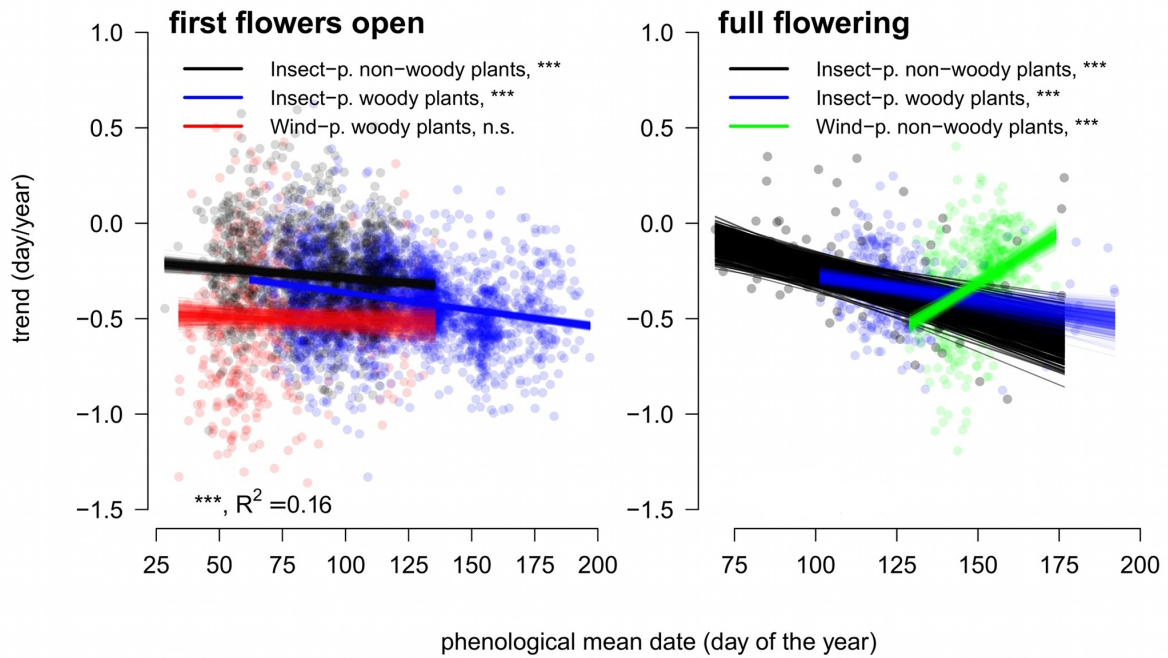 first flowers open
1.0
Insect−p. non−woody plants, ***
Insect−p. woody plants, ***
0.5
Wind−p. woody plants, n.s.
0.0
−0.5
−1.0
−1.5
***, R2 =0.16
25 50 75 100 125 150 175 200
trend (day/year)
full flowering
1.0
Insect−p. non−woody plants, ***
Insect−p. woody plants, ***
0.5
Wind−p. non−woody plants, ***
0.0
−0.5
−1.0
−1.5
75 100 125 150 175 200
phenological mean date (day of the year)